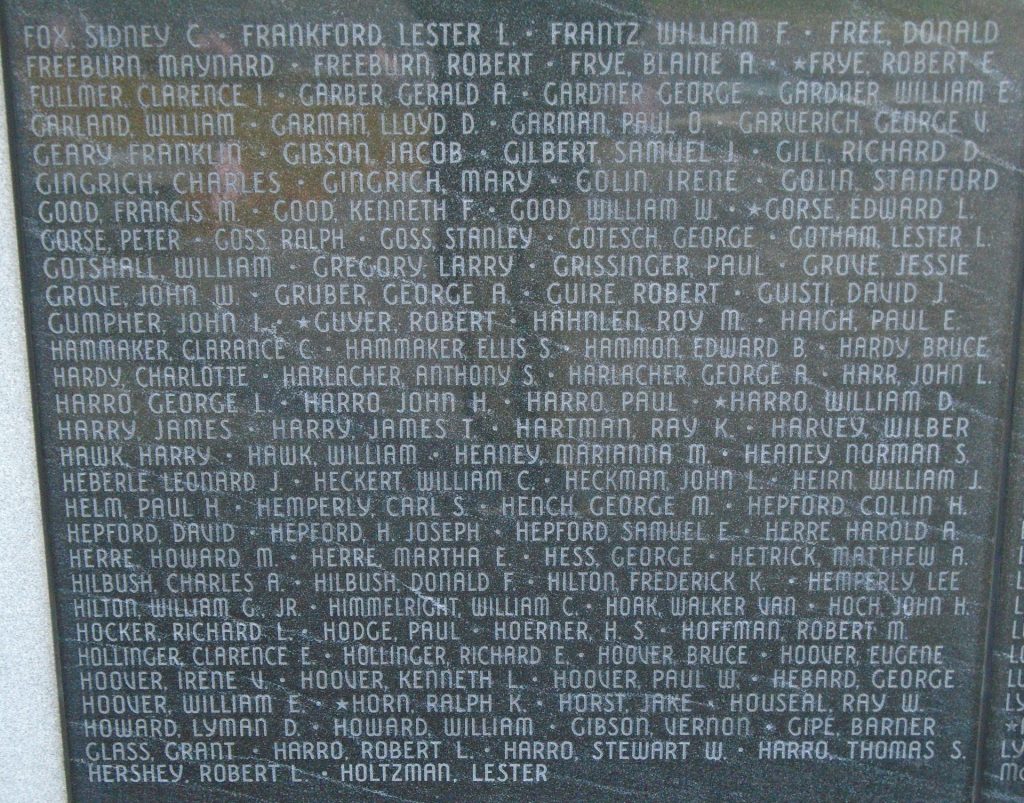 FOX, SIDNEY C. · FRANKFORD, LESTER L. · FRANTZ, WILLIAM F. · FREE, DONALD
FREEBURN, MAYNARD · FREEBURN, ROBERT · FRYE, BLAINE A. · ★FRYE, ROBERT E.
FULLMER, CLARENCE I. · GARBER, GERALD A. · GARDNER, GEORGE · GARDNER, WILLIAM E.
GARLAND, WILLIAM · GARMAN, LLOYD D. · GARMAN, PAUL O. · GARVERICH, GEORGE V.
GEARY, FRANKLIN · GIBSON, JACOB · GILBERT, SAMUEL J. · GILL, RICHARD D.
GINGRICH, CHARLES · GINGRICH, MARY · GOLIN, IRENE · GOLIN, STANFORD
GOOD, FRANCIS M. · GOOD, KENNETH F. · GOOD, WILLIAM W. · ★GORSE, EDWARD L.
GORSE, PETER · GOSS, RALPH · GOSS, STANLEY · GOTESCH, GEORGE · GOTHAM, LESTER L.
GOTSHALL, WILLIAM · GREGORY, LARRY · GRISSINGER, PAUL · GROVE, JESSIE
GROVE, JOHN W. · GRUBER, GEORGE A. · GUIRE, ROBERT · GUISTI, DAVID J.
GUMPHER, JOHN L. · ★GUYER, ROBERT · HAHNLEN, ROY M. · HAIGH, PAUL E.
HAMMAKER, CLARANCE C. · HAMMAKER, ELLIS S. · HAMMON, EDWARD B. · HARDY, BRUCE
HARDY, CHARLOTTE · HARLACHER, ANTHONY S. · HARLACHER, GEORGE A. · HARR, JOHN L.
HARRO, GEORGE L. · HARRO, JOHN H. · HARRO, PAUL · ★HARRO, WILLIAM D.
HARRY, JAMES · HARRY, JAMES T. · HARTMAN, RAY K. · HARVEY, WILBER
HAWK, HARRY · HAWK, WILLIAM · HEANEY, MARIANNA M. · HEANEY, NORMAN S.
HEBERLE, LEONARD J. · HECKERT, WILLIAM C. · HECKMAN, JOHN L. · HEIRN, WILLIAM J.
HELM, PAUL H. · HEMPERLY, CARL S. · HENCH, GEORGE M. · HEPFORD, COLLIN H.
HEPFORD, DAVID · HEPFORD, H. JOSEPH · HEPFORD, SAMUEL E. · HERRE, HAROLD A.
HERRE, HOWARD M. · HERRE, MARTHA E. · HESS, GEORGE · HETRICK, MATTHEW A.
HILBUSH, CHARLES A. · HILBUSH, DONALD F. · HILTON, FREDERICK K. · HEMPERLY, LEE
HILTON, WILLIAM G., JR. · HIMMELRIGHT, WILLIAM C. · HOAK, WALKER VAN · HOCH, JOHN H.
HOCKER, RICHARD L. · HODGE, PAUL · HOERNER, H. S. · HOFFMAN, ROBERT M.
HOLLINGER, CLARENCE E. · HOLLINGER, RICHARD E. · HOOVER, BRUCE · HOOVER, EUGENE
HOOVER, IRENE V. · HOOVER, KENNETH L. · HOOVER, PAUL W. · HEBARD, GEORGE
HOOVER, WILLIAM E. · ★HORN, RALPH K. · HORST, JAKE · HOUSEAL, RAY W.
HOWARD, LYMAN D. · HOWARD, WILLIAM · GIBSON, VERNON · GIPE, BARNER
GLASS, GRANT · HARRO, ROBERT L. · HARRO, STEWART W. · HARRO, THOMAS S.
HERSHEY, ROBERT L. · HOLTZMAN, LESTER